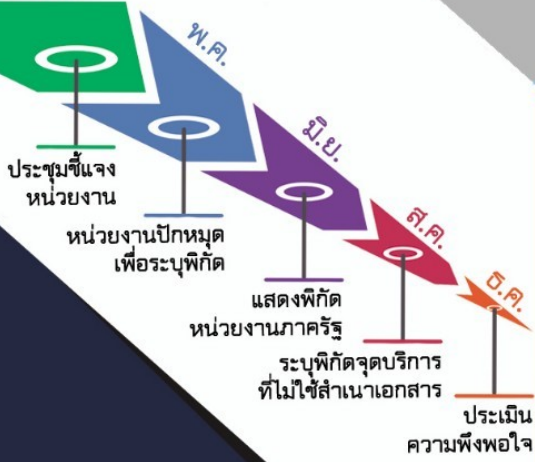 พ.ค.
มิ.ย.
ส.ค.
ธ.ค.
ประชุมชี้แจง
หน่วยงาน
หน่วยงานปักหมุด
เพื่อระบุพิกัด
แสดงพิกัด
หน่วยงานภาครัฐ
ระบุพิกัดจุดบริการ
ที่ไม่ใช้สำเนาเอกสาร
ประเมิน
ความพึงพอใจ